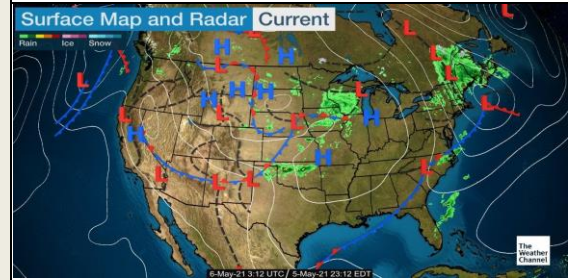 Surface Map and Radar Current
Rain Ice Snow
L
L
L
L
H
H
L
L
L
L
H
H
H
L
H
L
L
L
H
H
L
H
L
L
L
L
The
Weather
Channel
6-May-21 3:12 UTC / 5-May-21 23:12 EDT